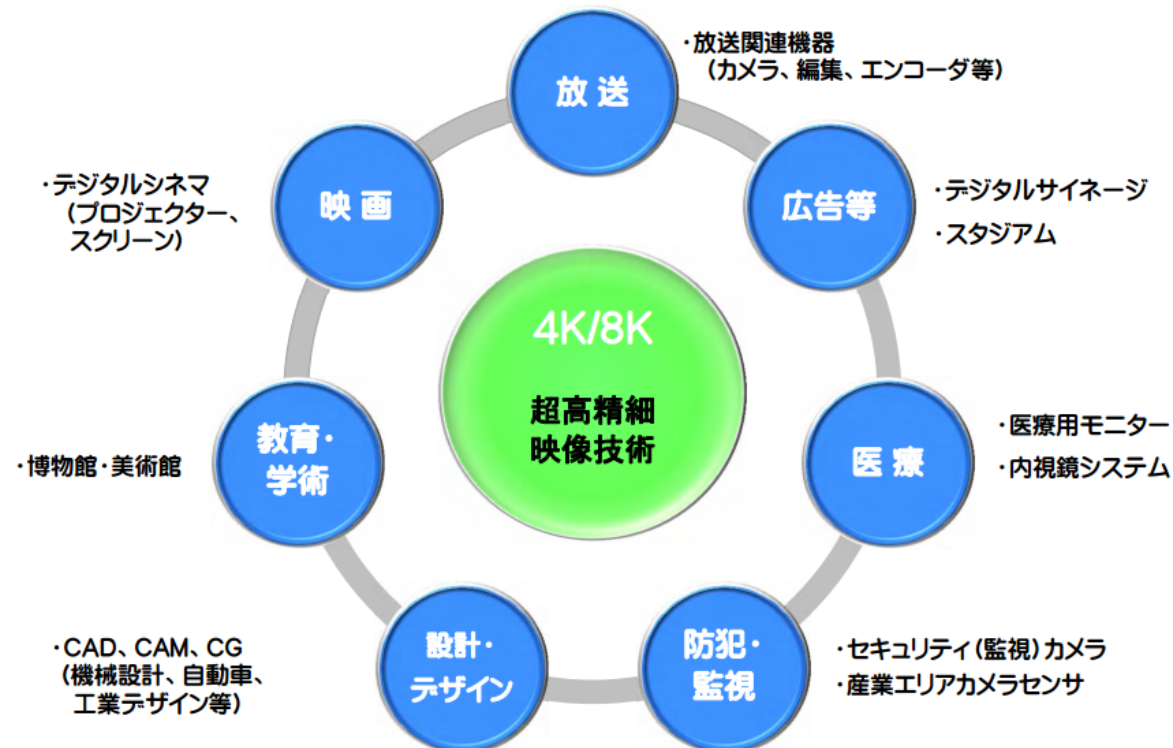 放送
・放送関連機器
(カメラ、編集、エンコーダ等)
広告等
・デジタルサイネージ
・スタジアム
医療
・医療用モニター
・内視鏡システム
防犯・
監視
・セキュリティ(監視)カメラ
・産業エリアカメラセンサ
設計・
デザイン
・CAD、CAM、CG
(機械設計、自動車、
工業デザイン等)
教育・
学術
・博物館・美術館
映画
・デジタルシネマ
(プロジェクター、
スクリーン)
4K/8K
超高精細
映像技術